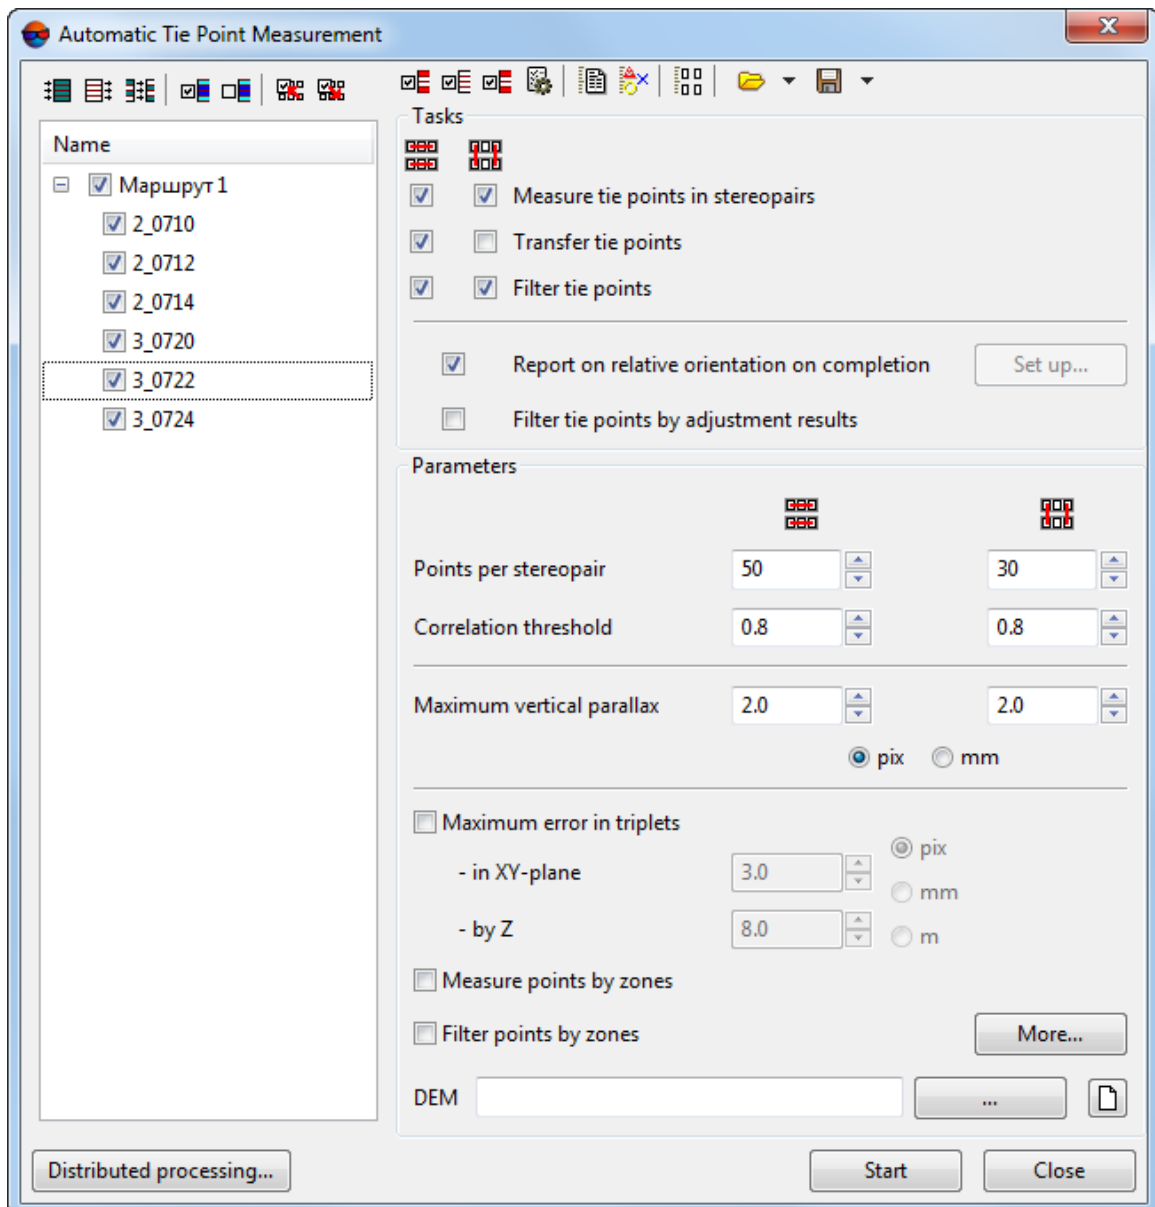 Automatic Tie Point Measurement
Name
Маршрут 1
2_0710
2_0712
2_0714
3_0720
3_0722
3_0724
Tasks
Measure tie points in stereopairs
Transfer tie points
Filter tie points
Report on relative orientation on completion
Set up...
Filter tie points by adjustment results
Parameters
Points per stereopair 50 30
Correlation threshold 0.8 0.8
Maximum vertical parallax 2.0 2.0
pix mm
Maximum error in triplets
pix
- in XY-plane 3.0
mm
- by Z 8.0
m
Measure points by zones
Filter points by zones More...
DEM ...
Distributed processing... Start Close